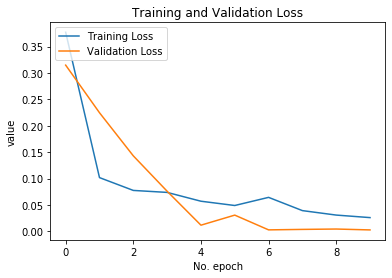 Training and Validation Loss
Training Loss
Validation Loss
value
0.35
0.30
0.25
0.20
0.15
0.10
0.05
0.00
0 2 4 6 8
No. epoch